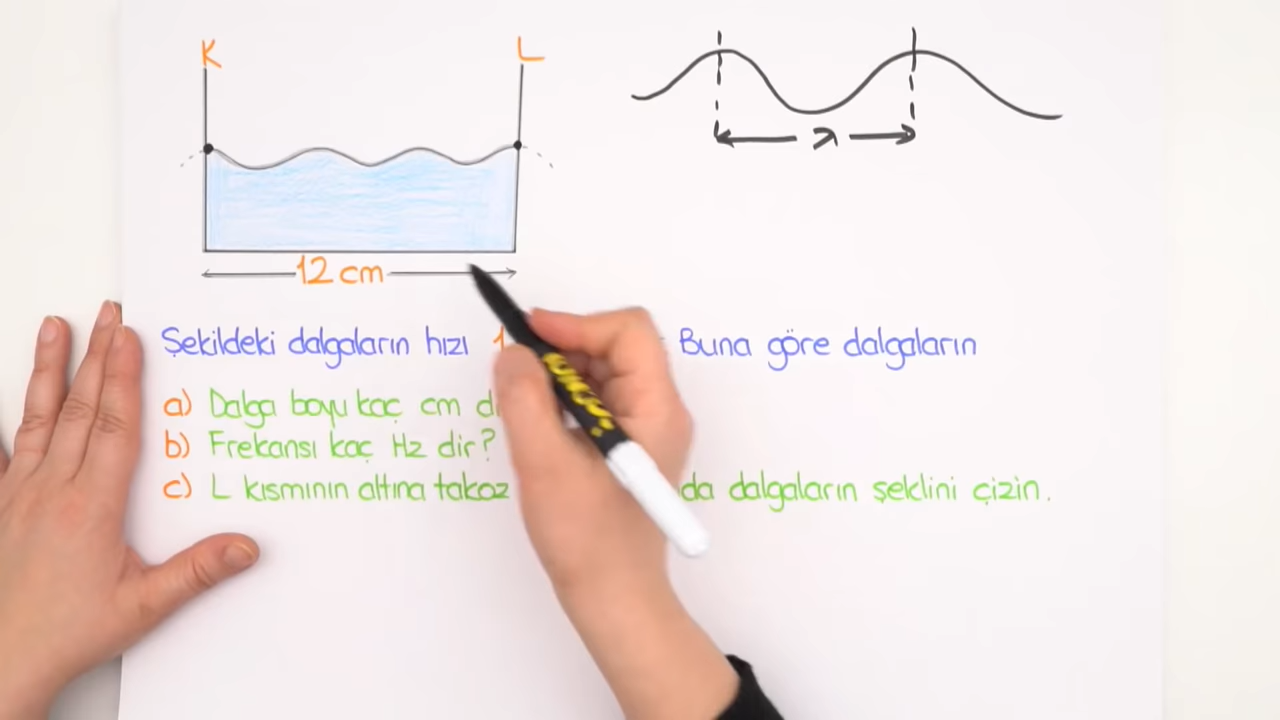 K
L
λ
12 cm
Şekildeki dalgaların hızı Buna göre dalgaların
a) Dalga boyu kaç cm
b) Frekansı kaç Hz dir?
c) L kısmının altına takoz dalgaların şeklini çizin.